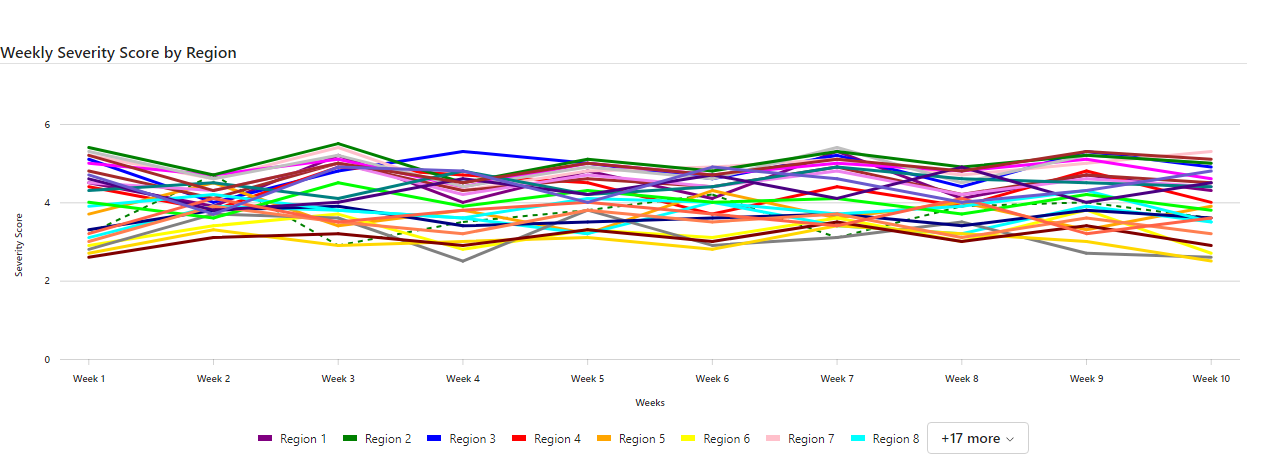 Weekly Severity Score by Region
6
4
2
0
Severity Score
Week 1 Week 2 Week 3 Week 4 Week 5 Week 6 Week 7 Week 8 Week 9 Week 10
Weeks
Region 1 Region 2 Region 3 Region 4 Region 5 Region 6 Region 7 Region 8 +17 more